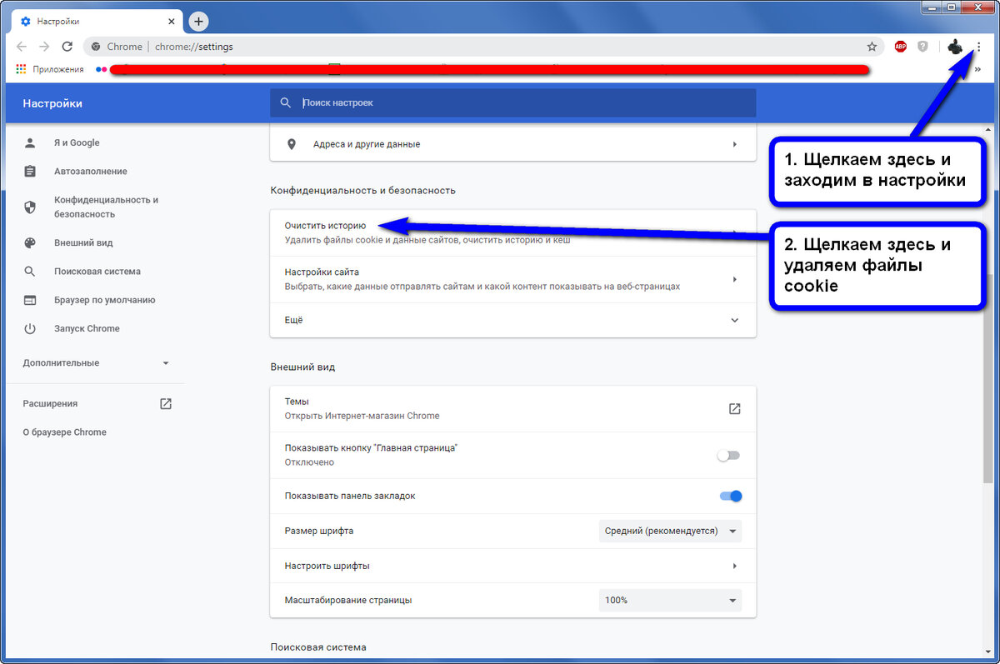 Настройки
Chrome
chrome://settings
ABP
?
Приложения
»
Настройки
Поиск настроек
Я и Google
Автозаполнение
Конфиденциальность и
безопасность
Внешний вид
Поисковая система
Браузер по умолчанию
Запуск Chrome
Дополнительные
Расширения
О браузере Chrome
Адреса и другие данные
Конфиденциальность и безопасность
Очистить историю
Удалить файлы cookie и данные сайтов, очистить историю и кеш
Настройки сайта
Выбрать, какие данные отправлять сайтам и какой контент показывать на веб-страницах
Ещё
Внешний вид
Темы
Открыть Интернет-магазин Chrome
Показывать кнопку "Главная страница"
Отключено
Показывать панель закладок
Размер шрифта
Средний (рекомендуется)
Настроить шрифты
Масштабирование страницы
100%
Поисковая система
1. Щелкаем здесь и
заходим в настройки
2. Щелкаем здесь и
удаляем файлы
cookie